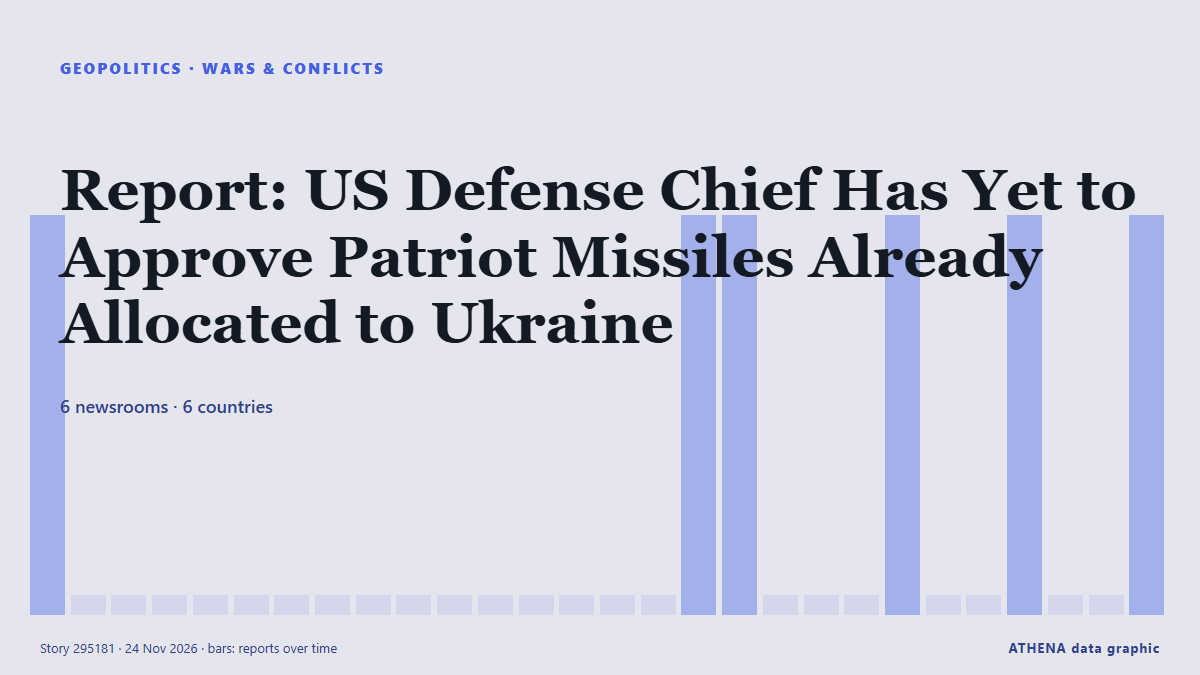 GEOPOLITICS · WARS & CONFLICTS
Report: US Defense Chief Has Yet to
Approve Patriot Missiles Already
Allocated to Ukraine
6 newsrooms · 6 countries
Story 295181 · 24 Nov 2026 · bars: reports over time
ATHENA data graphic